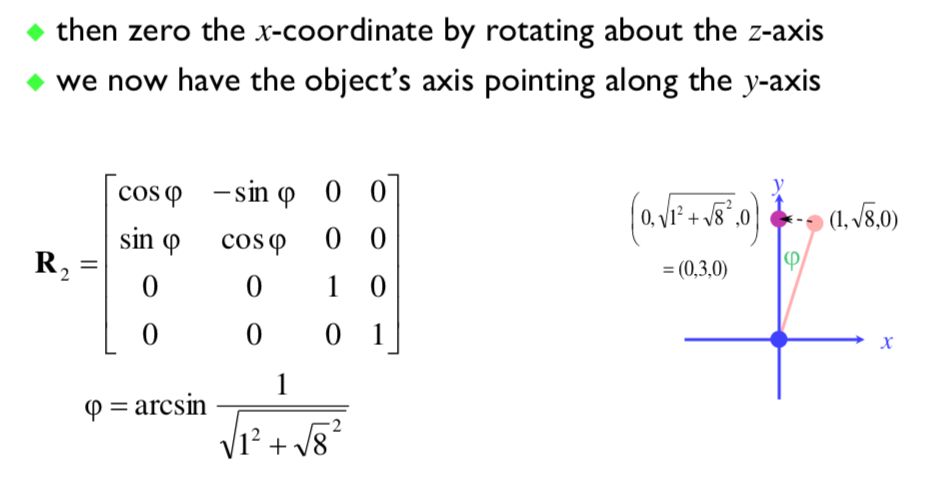 ◆ then zero the x-coordinate by rotating about the z-axis
◆ we now have the object's axis pointing along the y-axis
R₂ = [cosφ −sin φ 0 0
sin φ cosφ 0 0
0 0 1 0
0 0 0 1]
φ = arcsin 1 / √(1² + √8²)
y
(0,√(1² + √8²),0)
= (0,3,0)
(1,√8,0)
φ
x